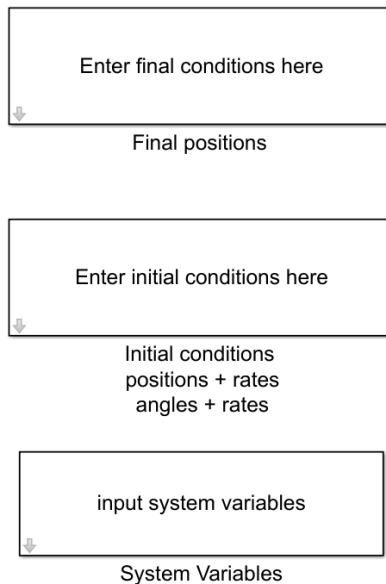 Enter final conditions here
Final positions
Enter initial conditions here
Initial conditions
positions + rates
angles + rates
input system variables
System Variables